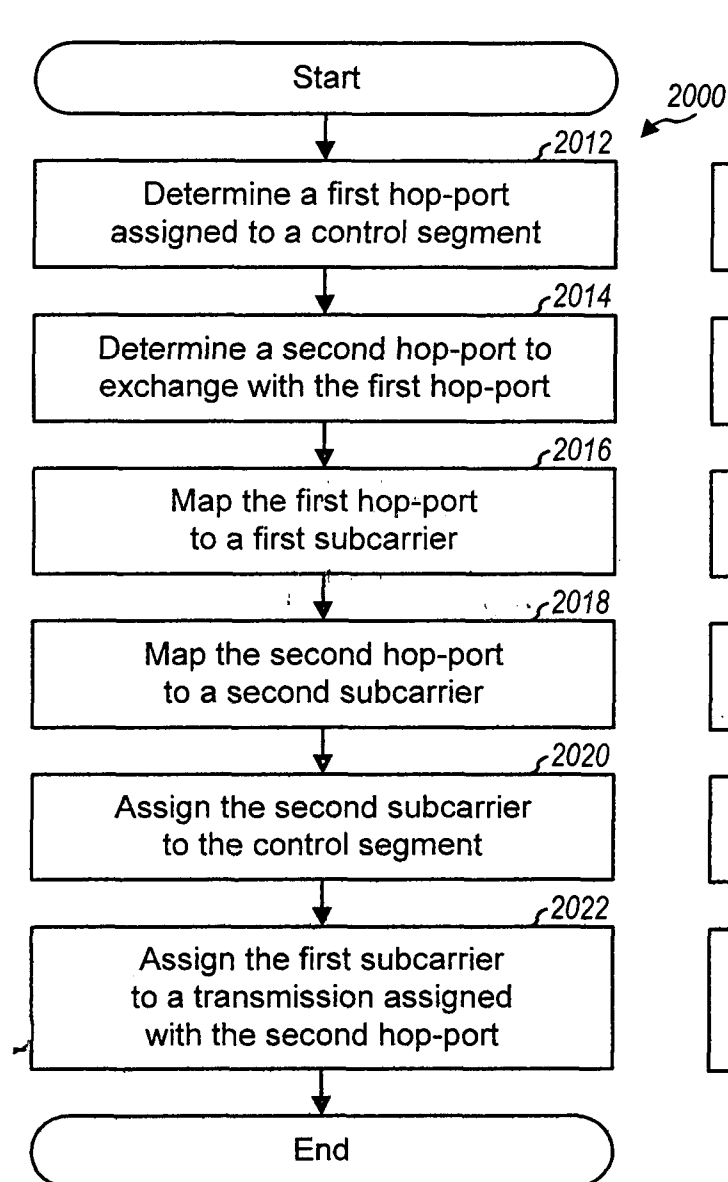 Start
2000
2012
Determine a first hop-port
assigned to a control segment
2014
Determine a second hop-port to
exchange with the first hop-port
2016
Map the first hop-port
to a first subcarrier
2018
Map the second hop-port
to a second subcarrier
2020
Assign the second subcarrier
to the control segment
2022
Assign the first subcarrier
to a transmission assigned
with the second hop-port
End